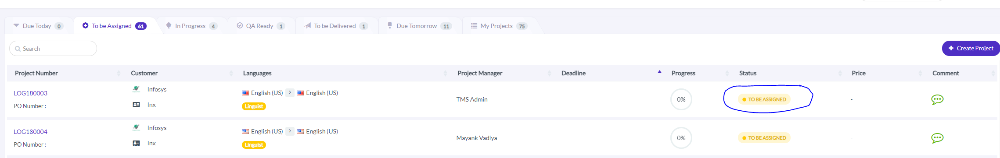 Due Today 0 To be Assigned 61 In Progress 4 QA Ready 1 To be Delivered 1 Due Tomorrow 11 My Projects 75
Search
+ Create Project
Project Number Customer Languages Project Manager Deadline Progress Status Price Comment
LOG180003 Infosys English (US) > English (US) TMS Admin 0% TO BE ASSIGNED -
PO Number : Inx Linguist
LOG180004 Infosys English (US) > English (US) Mayank Vadiya 0% TO BE ASSIGNED -
PO Number : Inx Linguist